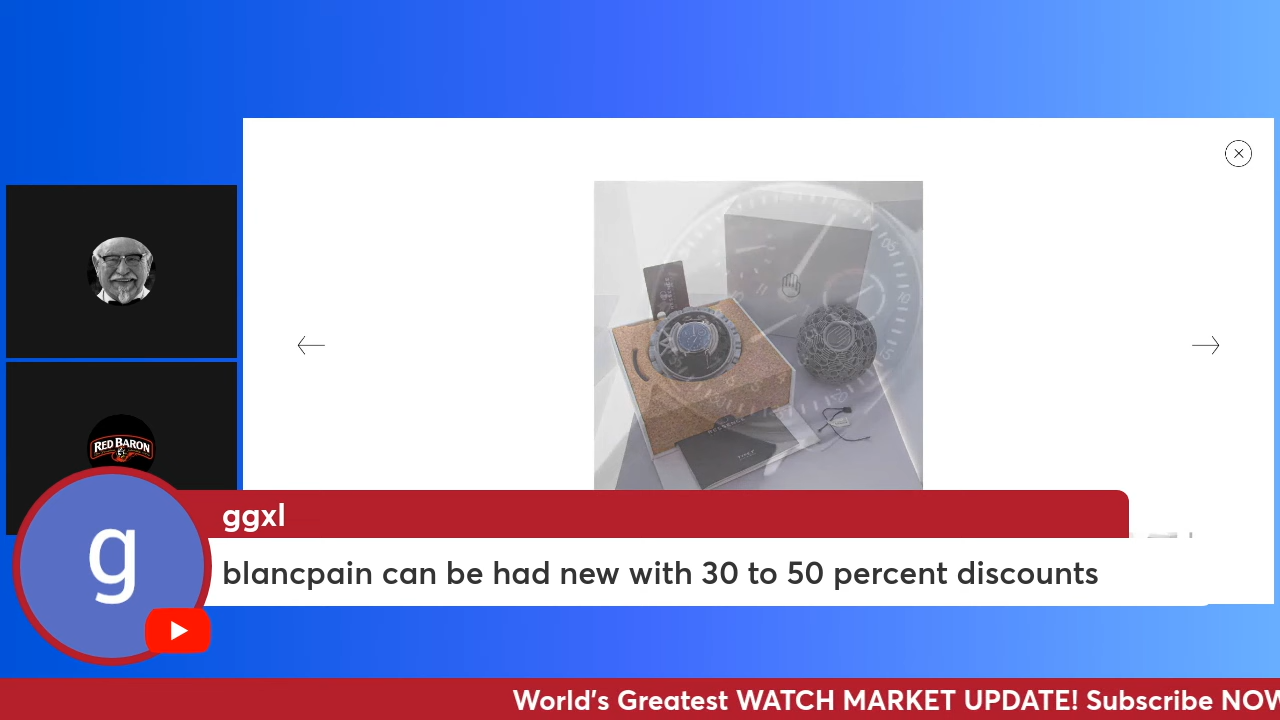 RED BARON
g
ggxl
blancpain can be had new with 30 to 50 percent discounts
World's Greatest WATCH MARKET UPDATE! Subscribe NOW